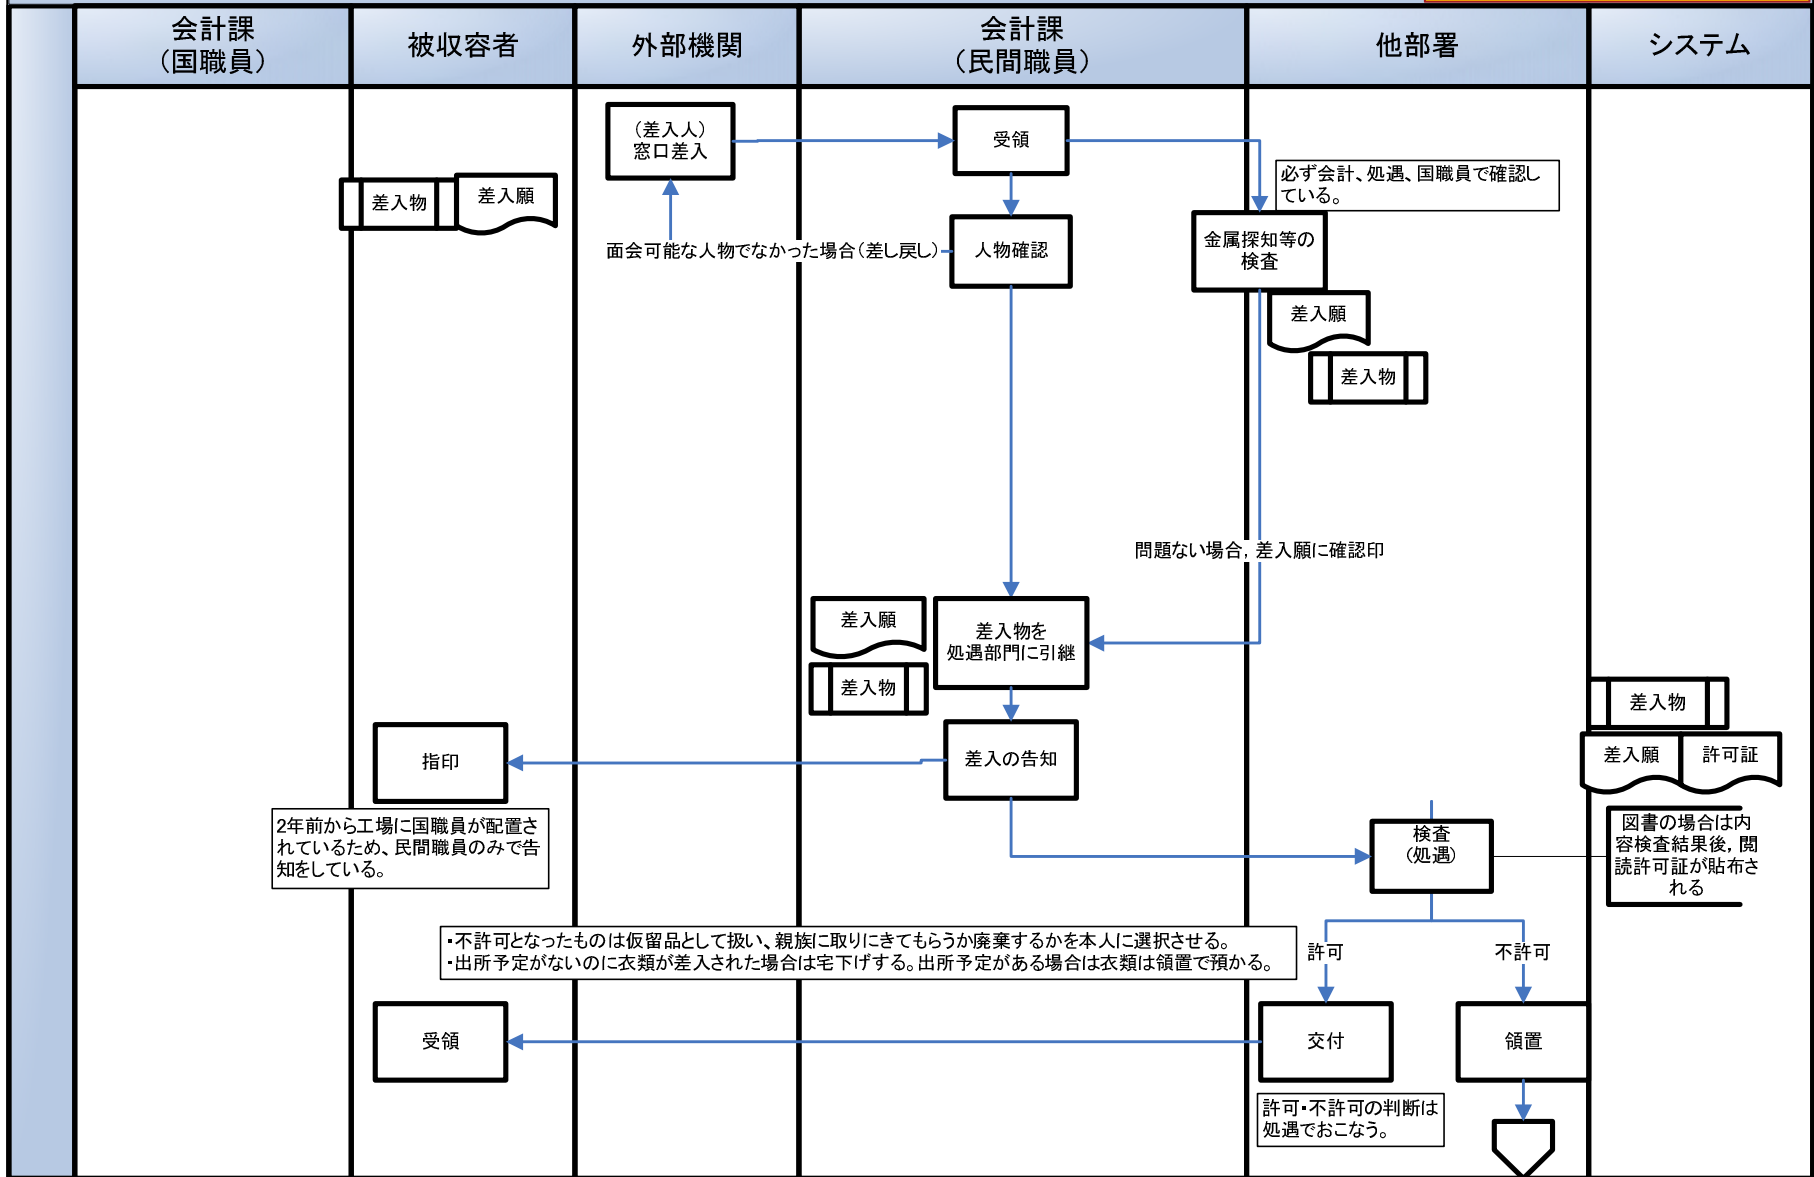 会計課
（国職員）
被収容者
外部機関
会計課
（民間職員）
他部署
システム
（差入人）
窓口差入
受領
必ず会計、処遇、国職員で確認し
ている。
差入物
差入願
面会可能な人物でなかった場合（差し戻し）
人物確認
金属探知等の
検査
差入願
差入物
問題ない場合，差入願に確認印
差入願
差入物
差入物を
処遇部門に引継
差入物
差入願
許可証
指印
差入の告知
2年前から工場に国職員が配置さ
れているため、民間職員のみで告
知をしている。
検査
（処遇）
図書の場合は内
容検査結果後，閲
読許可証が貼布さ
れる
・不許可となったものは仮留品として扱い、親族に取りにきてもらうか廃棄するかを本人に選択させる。
・出所予定がないのに衣類が差入された場合は宅下げする。出所予定がある場合は衣類は領置で預かる。
許可
不許可
受領
交付
領置
許可・不許可の判断は
処遇でおこなう。